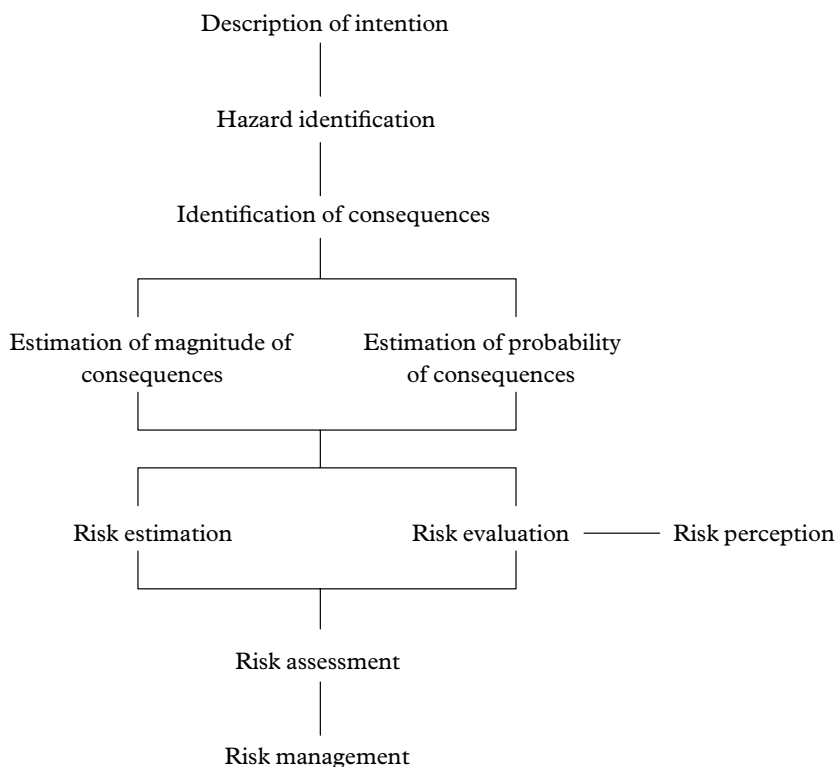 Description of intention
Hazard identification
Identification of consequences
Estimation of magnitude of
consequences
Estimation of probability
of consequences
Risk estimation
Risk evaluation
Risk perception
Risk assessment
Risk management